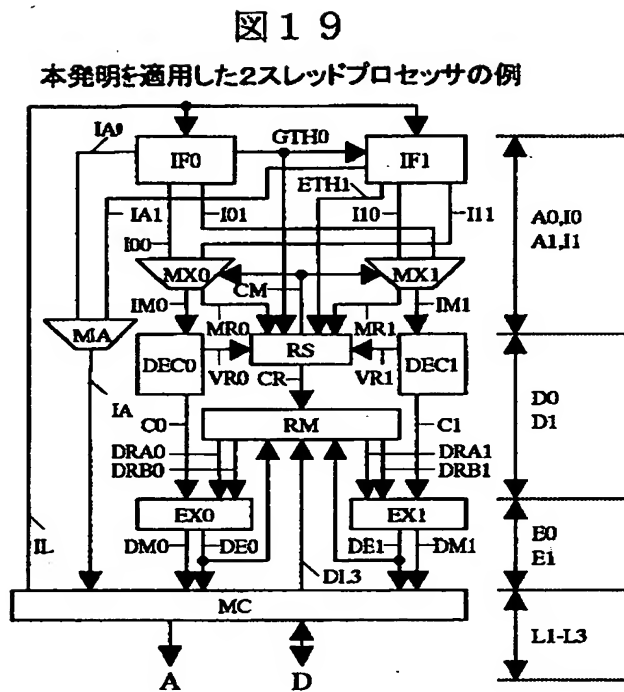 図19
本発明を適用した2スレッドプロセッサの例
IA0
IF0
GTH0
IF1
ETH1
IA1
I01
I10
I11
I00
A0,I0
A1,I1
MX0
CM
MX1
IM0
MR0
MR1
IM1
MIA
DEC0
RS
DEC1
VR0
CR
VR1
IA
C0
RM
C1
D0
D1
DRA0
DRB0
DRA1
DRB1
EX0
EX1
IL
DM0
DE0
DE1
DM1
E0
E1
DL3
MC
L1-L3
A
D